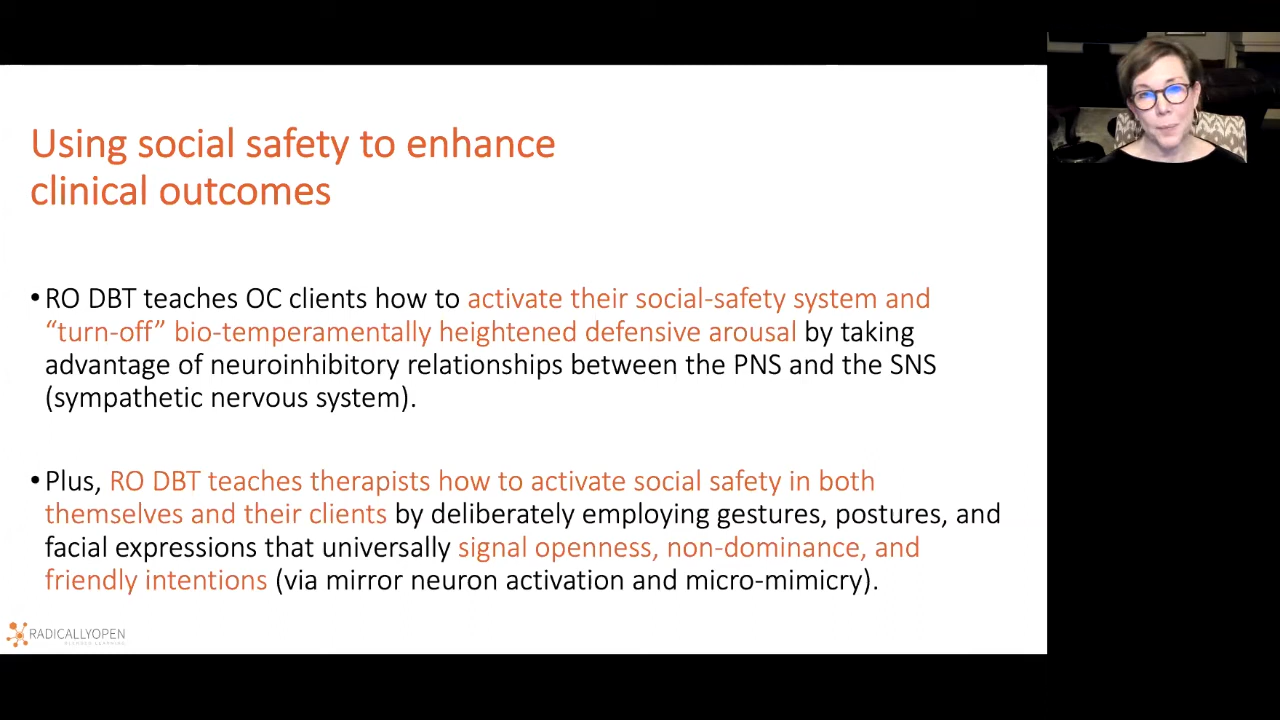 Using social safety to enhance
clinical outcomes
•RO DBT teaches OC clients how to activate their social-safety system and
“turn-off” bio-temperamentally heightened defensive arousal by taking
advantage of neuroinhibitory relationships between the PNS and the SNS
(sympathetic nervous system).
•Plus, RO DBT teaches therapists how to activate social safety in both
themselves and their clients by deliberately employing gestures, postures, and
facial expressions that universally signal openness, non-dominance, and
friendly intentions (via mirror neuron activation and micro-mimicry).
RADICALLYOPEN